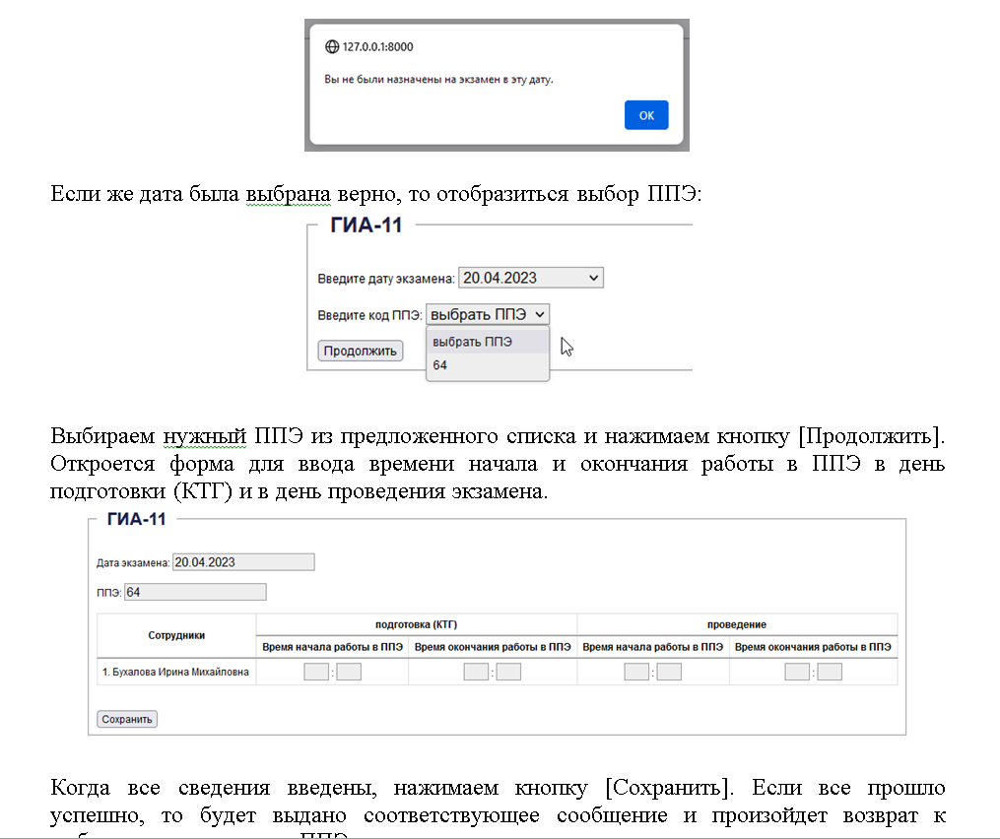 127.0.0.1:8000
Вы не были назначены на экзамен в эту дату.
ОК
Если же дата была выбрана верно, то отобразиться выбор ППЭ:
ГИА-11
Введите дату экзамена: 20.04.2023
Введите код ППЭ: выбрать ППЭ
выбрать ППЭ
Продолжить
64
Выбираем нужный ППЭ из предложенного списка и нажимаем кнопку [Продолжить].
Откроется форма для ввода времени начала и окончания работы в ППЭ в день
подготовки (КТГ) и в день проведения экзамена.
ГИА-11
Дата экзамена: 20.04.2023
ППЭ: 64
Сотрудники
подготовка (КТГ) проведение
Время начала работы в ППЭ Время окончания работы в ППЭ Время начала работы в ППЭ Время окончания работы в ППЭ
1. Бухалова Ирина Михайловна : : : :
Сохранить
Когда все сведения введены, нажимаем кнопку [Сохранить]. Если все прошло
успешно, то будет выдано соответствующее сообщение и произойдет возврат к
ППЭ